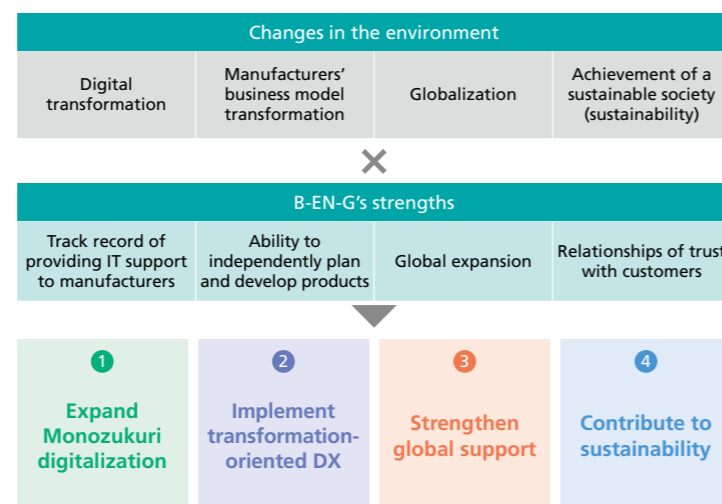 Changes in the environment
Digital
transformation
Manufacturers’
business model
transformation
Globalization
Achievement of a
sustainable society
(sustainability)
×
B-EN-G’s strengths
Track record of
providing IT support
to manufacturers
Ability to
independently plan
and develop products
Global expansion
Relationships of trust
with customers
1
Expand
Monozukuri
digitalization
2
Implement
transformation-
oriented DX
3
Strengthen
global support
4
Contribute to
sustainability